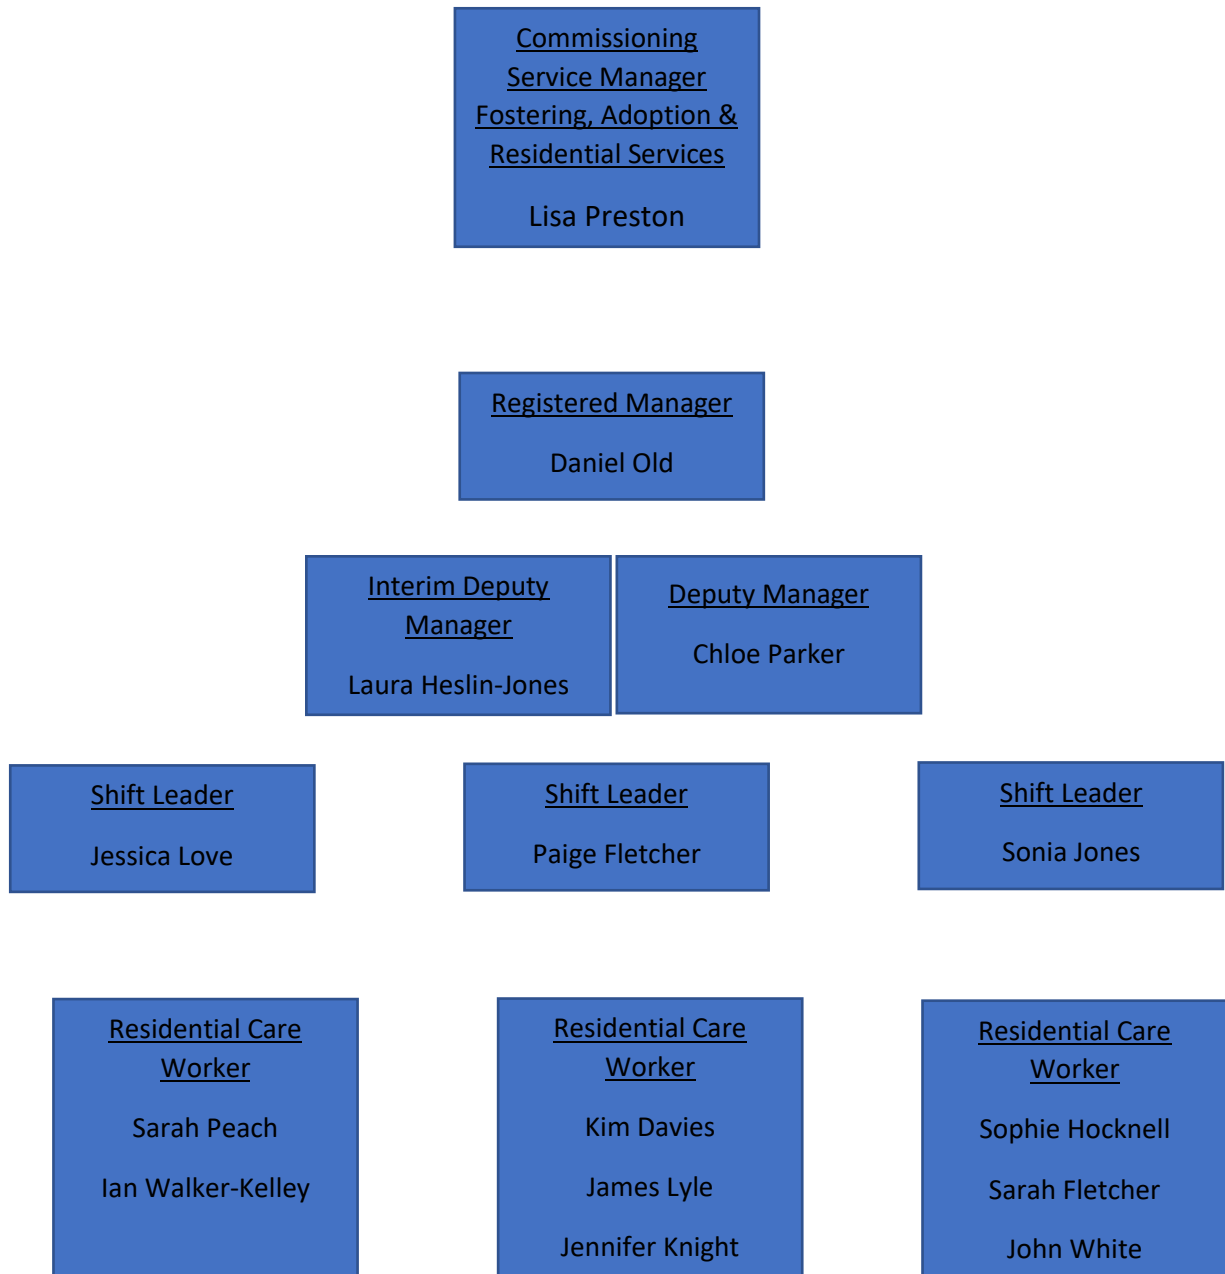 Commissioning
Service Manager
Fostering, Adoption &
Residential Services
Lisa Preston
Registered Manager
Daniel Old
Interim Deputy
Manager
Laura Heslin-Jones
Deputy Manager
Chloe Parker
Shift Leader
Jessica Love
Shift Leader
Paige Fletcher
Shift Leader
Sonia Jones
Residential Care
Worker
Sarah Peach
Ian Walker-Kelley
Residential Care
Worker
Kim Davies
James Lyle
Jennifer Knight
Residential Care
Worker
Sophie Hocknell
Sarah Fletcher
John White